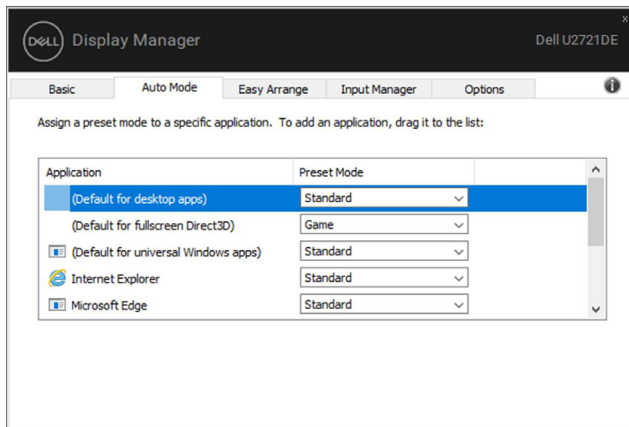 x
DELL Display Manager Dell U2721DE
Basic Auto Mode Easy Arrange Input Manager Options i
Assign a preset mode to a specific application. To add an application, drag it to the list:
Application Preset Mode
(Default for desktop apps) Standard
(Default for fullscreen Direct3D) Game
(Default for universal Windows apps) Standard
Internet Explorer Standard
Microsoft Edge Standard